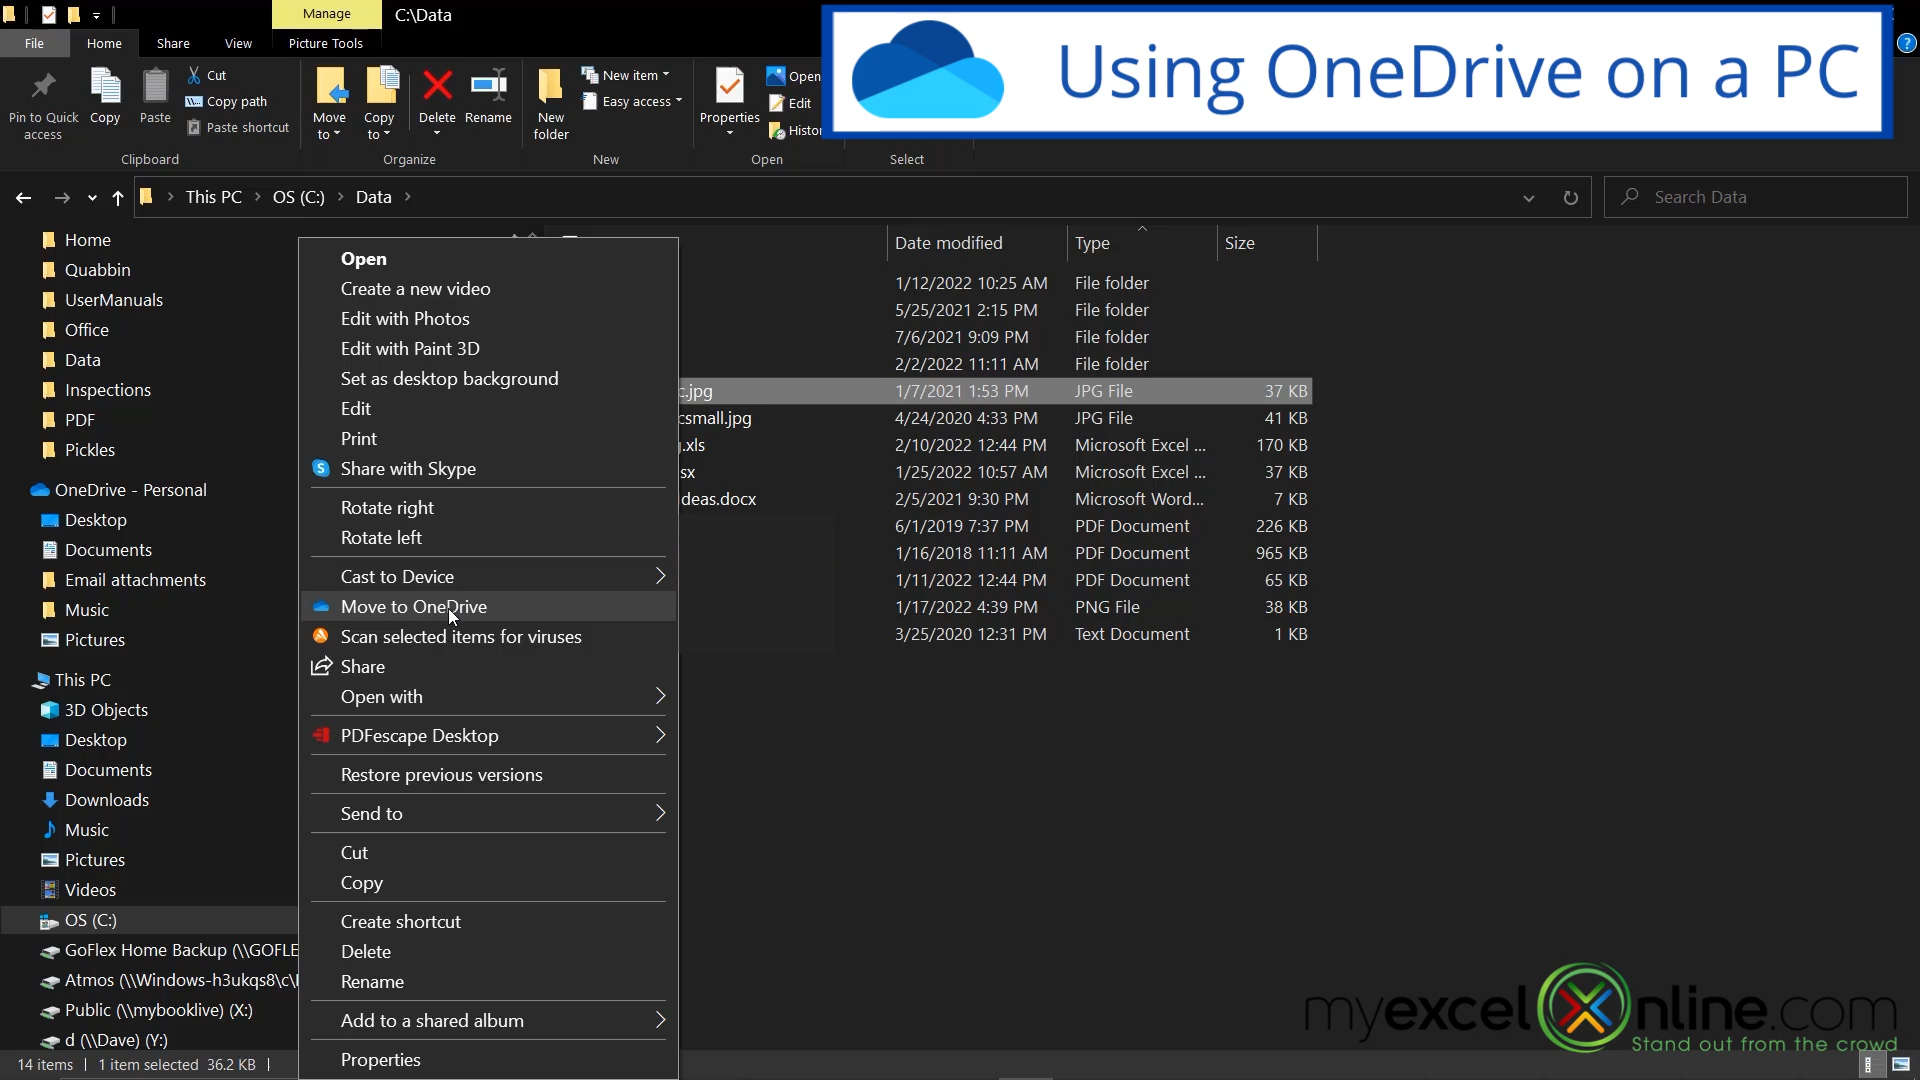 Manage
C:\Data
File
Home
Share
View
Picture Tools
Using OneDrive on a PC
Pin to Quick access
Copy
Paste
Cut
Copy path
Paste shortcut
Move to
Copy to
Delete
Rename
New folder
New item
Easy access
Properties
Open
Edit
Clipboard
Organize
New
Open
Select
This PC
OS (C:)
Data
Search Data
Home
Quabbin
UserManuals
Office
Data
Inspections
PDF
Pickles
OneDrive - Personal
Desktop
Documents
Email attachments
Music
Pictures
This PC
3D Objects
Desktop
Documents
Downloads
Music
Pictures
Videos
OS (C:)
GoFlex Home Backup (\\GOFLE
Atmos (\\Windows-h3ukqs8\c\
Public (\\mybooklive) (X:)
d (\\Dave) (Y:)
Open
Create a new video
Edit with Photos
Edit with Paint 3D
Set as desktop background
Edit
Print
Share with Skype
Rotate right
Rotate left
Cast to Device
Move to OneDrive
Scan selected items for viruses
Share
Open with
PDFescape Desktop
Restore previous versions
Send to
Cut
Copy
Create shortcut
Delete
Rename
Add to a shared album
Properties
Date modified Type Size
1/12/2022 10:25 AM File folder
5/25/2021 2:15 PM File folder
7/6/2021 9:09 PM File folder
2/2/2022 11:11 AM File folder
c.jpg 1/7/2021 1:53 PM JPG File 37 KB
csmall.jpg 4/24/2020 4:33 PM JPG File 41 KB
.xls 2/10/2022 12:44 PM Microsoft Excel ... 170 KB
sx 1/25/2022 10:57 AM Microsoft Excel ... 37 KB
deas.docx 2/5/2021 9:30 PM Microsoft Word... 7 KB
6/1/2019 7:37 PM PDF Document 226 KB
1/16/2018 11:11 AM PDF Document 965 KB
1/11/2022 12:44 PM PDF Document 65 KB
1/17/2022 4:39 PM PNG File 38 KB
3/25/2020 12:31 PM Text Document 1 KB
myexcelonline.com
Stand out from the crowd
14 items 1 item selected 36.2 KB